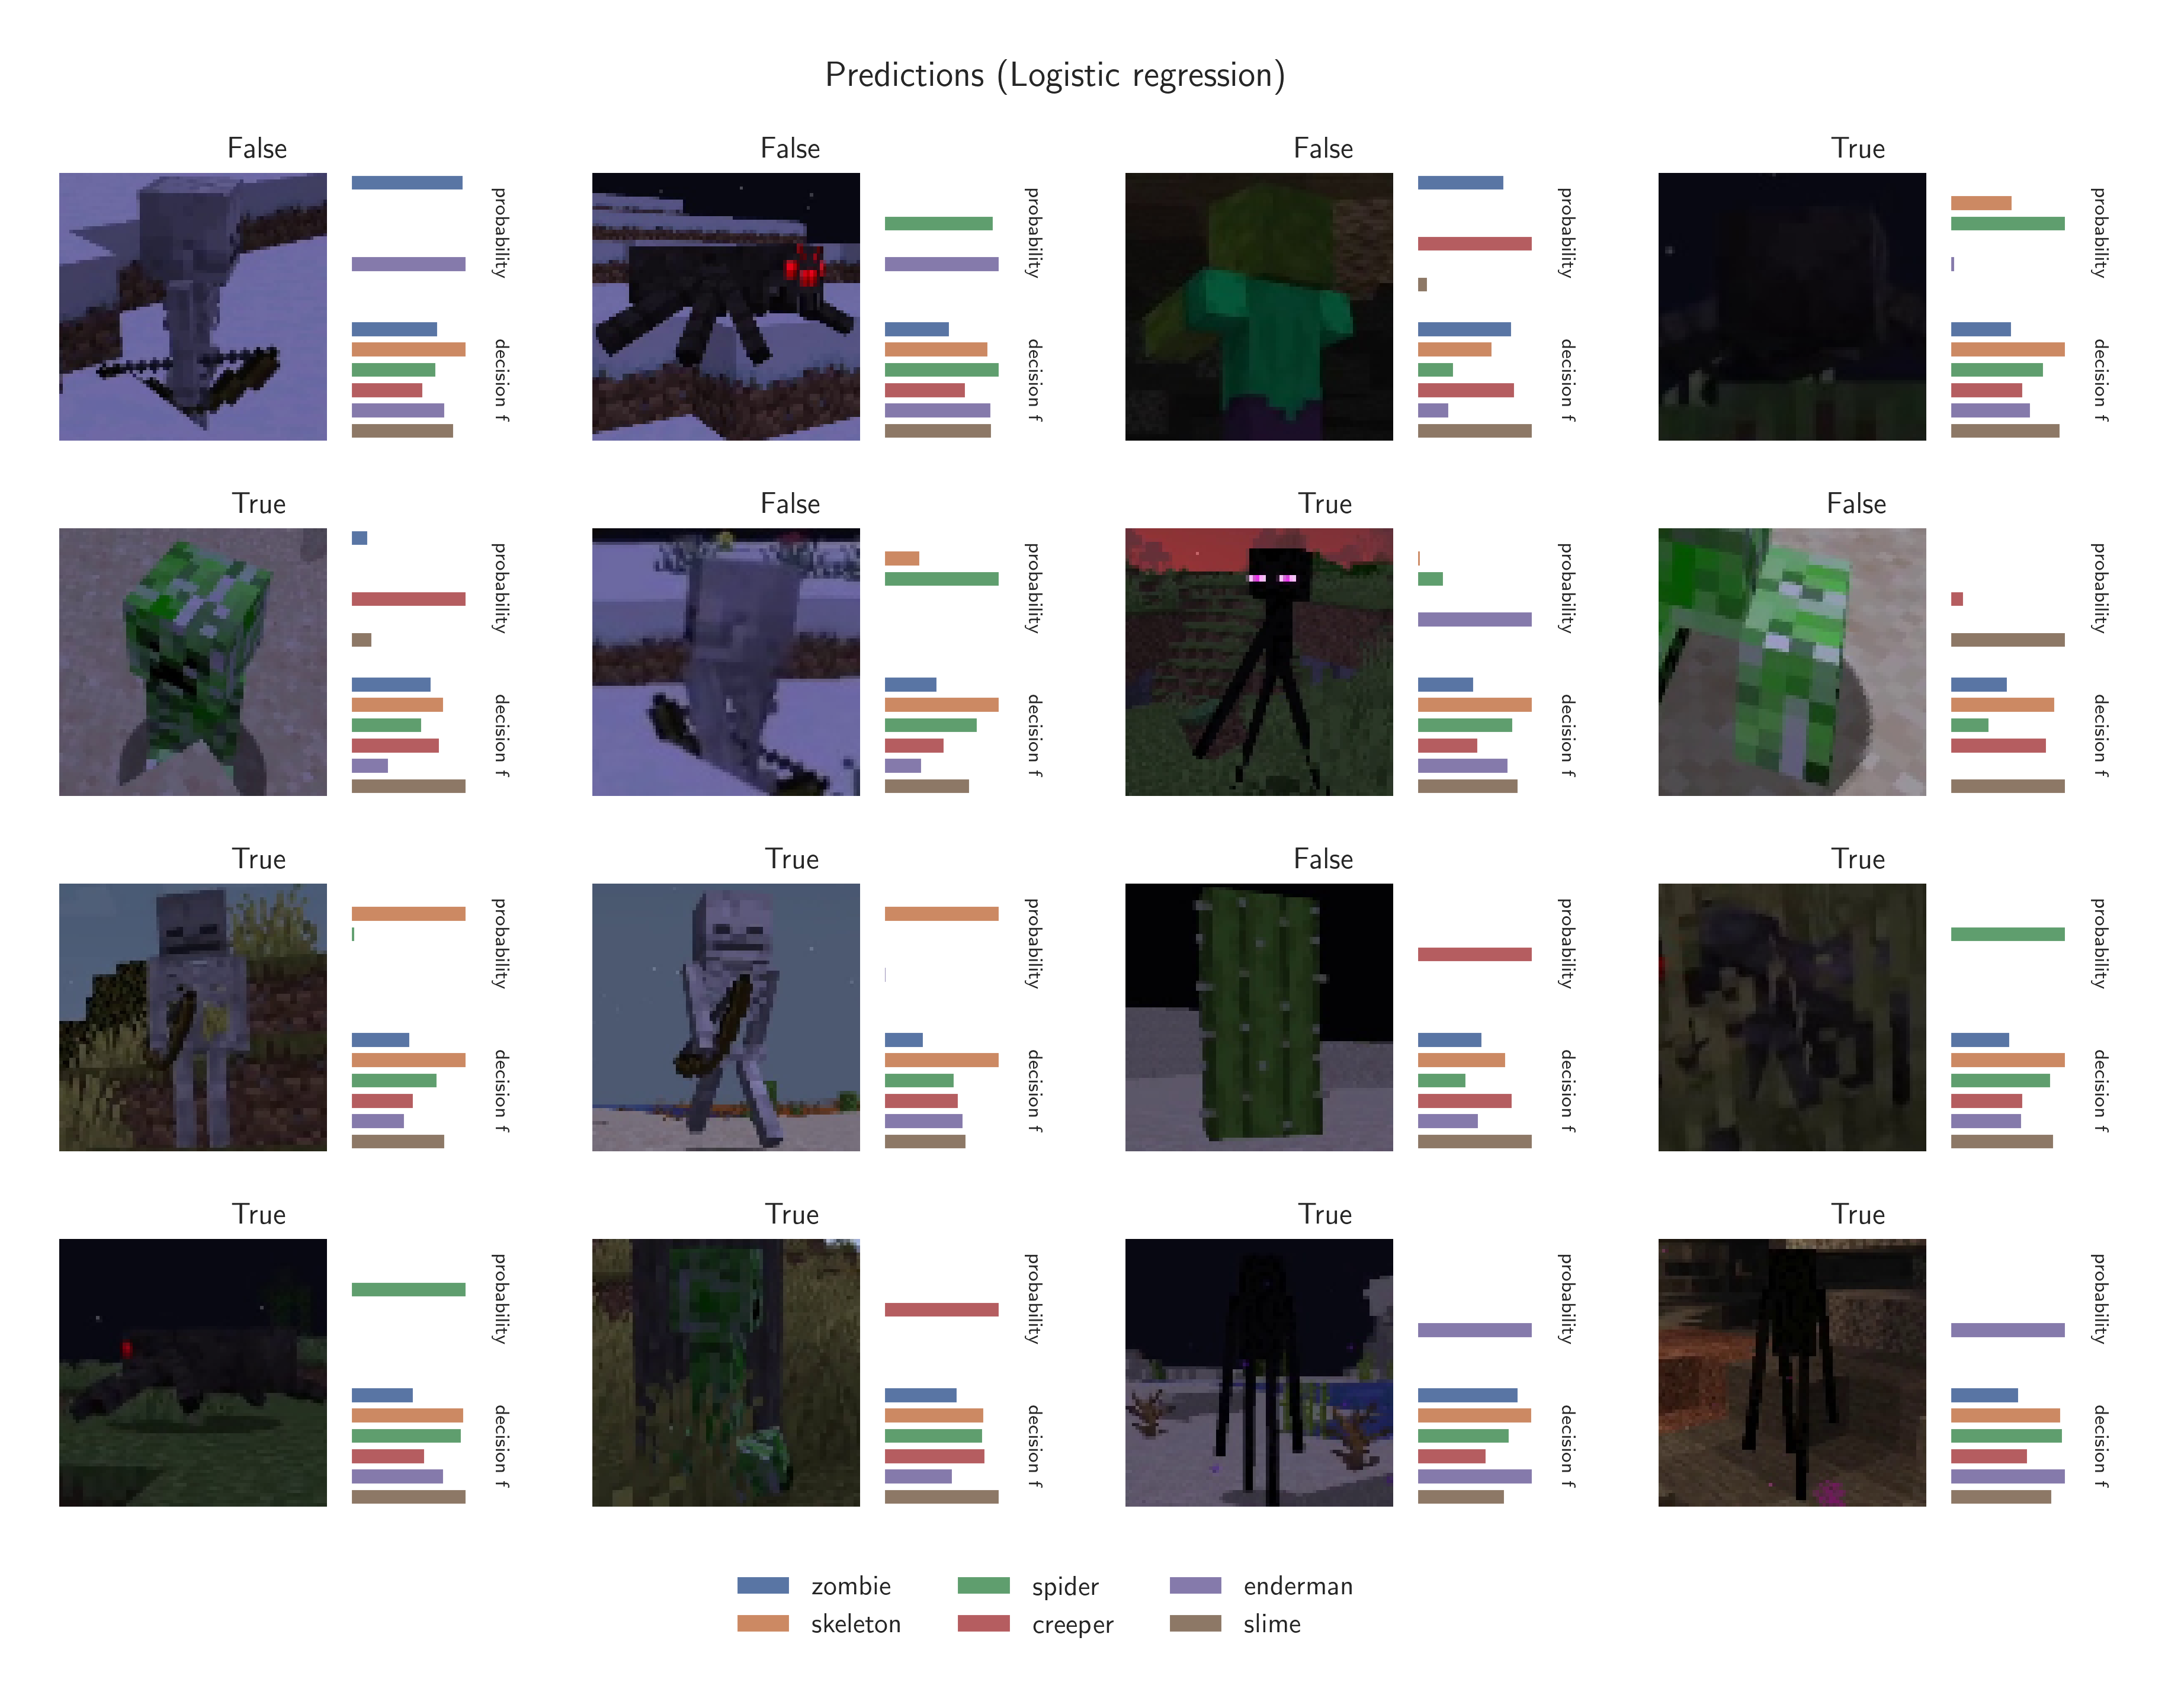 Predictions (Logistic regression)
False
probability
decision f
False
probability
decision f
False
probability
decision f
True
probability
decision f
True
probability
decision f
False
probability
decision f
True
probability
decision f
False
probability
decision f
True
probability
decision f
True
probability
decision f
False
probability
decision f
True
probability
decision f
True
probability
decision f
True
probability
decision f
True
probability
decision f
True
probability
decision f
zombie
skeleton
spider
creeper
enderman
slime